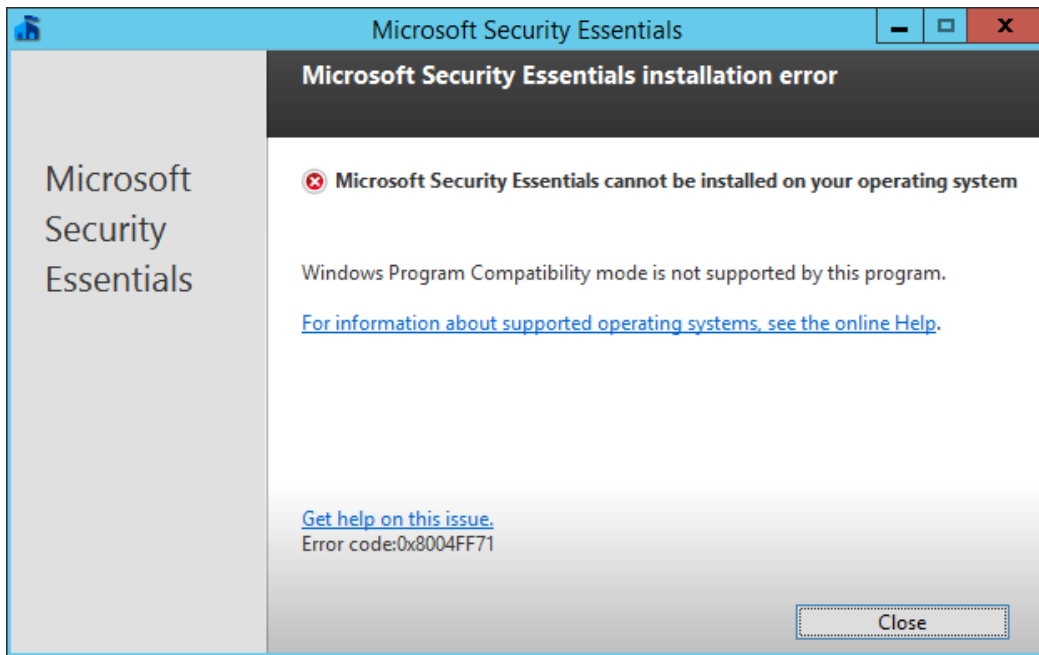 Microsoft Security Essentials
Microsoft Security Essentials installation error
Microsoft
Security
Essentials
Microsoft Security Essentials cannot be installed on your operating system
Windows Program Compatibility mode is not supported by this program.
For information about supported operating systems, see the online Help.
Get help on this issue.
Error code:0x8004FF71
Close